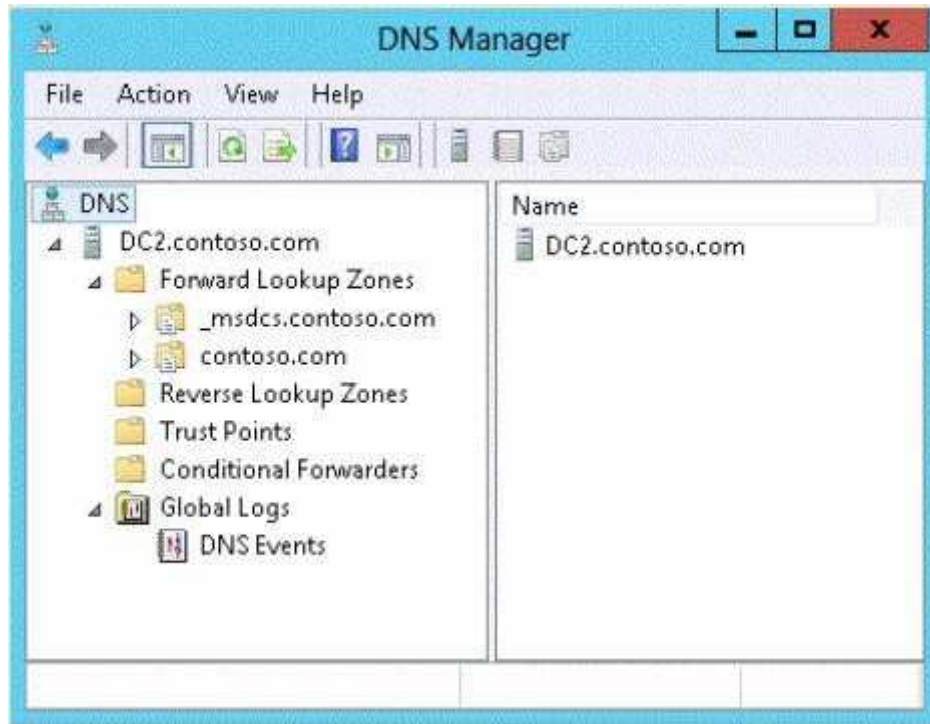 DNS Manager
File Action View Help
DNS
DC2.contoso.com
Forward Lookup Zones
_msdcs.contoso.com
contoso.com
Reverse Lookup Zones
Trust Points
Conditional Forwarders
Global Logs
DNS Events
Name
DC2.contoso.com